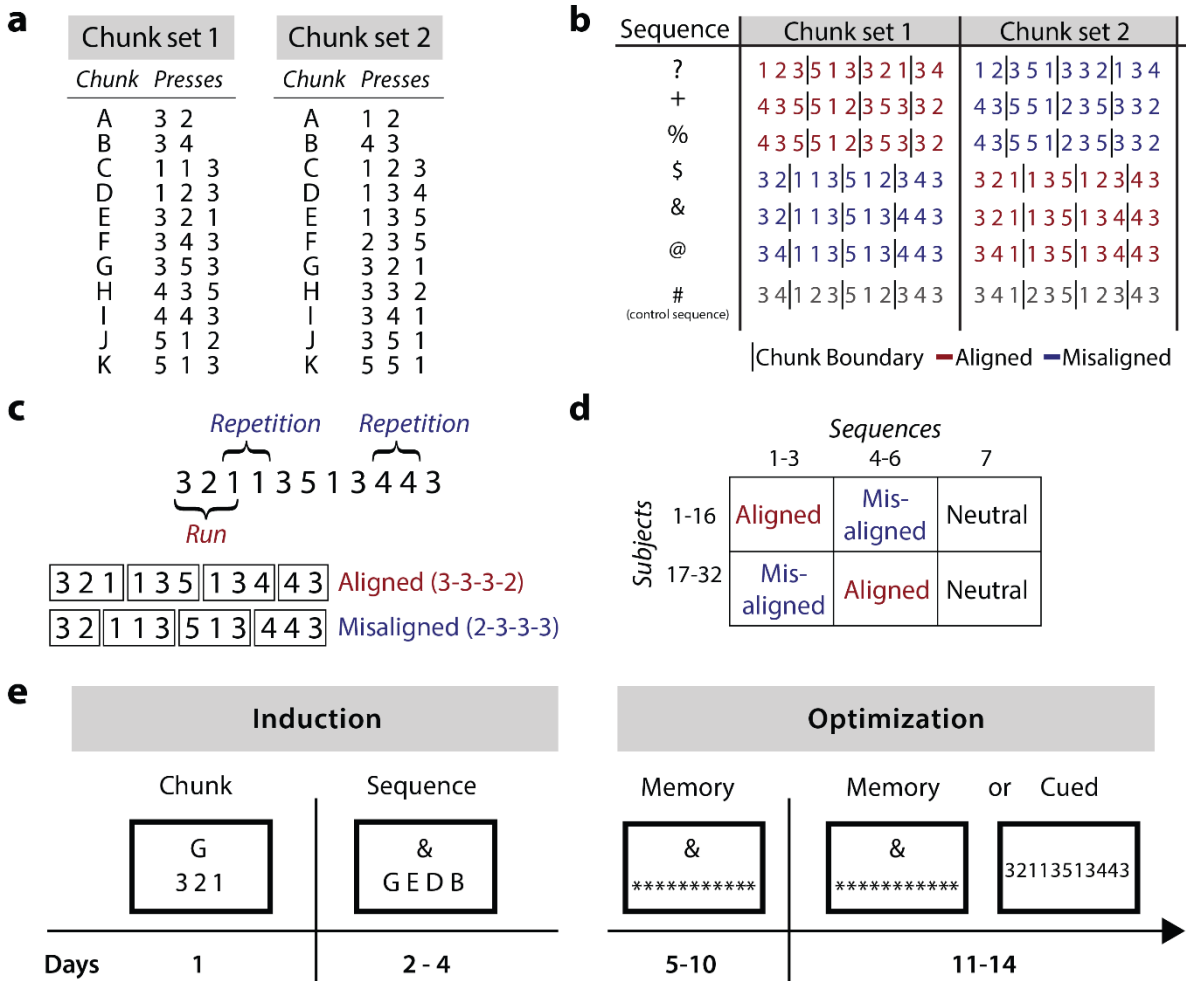 a
Chunk set 1 Chunk set 2
Chunk Presses Chunk Presses
A 3 2 A 1 2
B 3 4 B 4 3
C 1 1 3 C 1 2 3
D 1 2 3 D 1 3 4
E 3 2 1 E 1 3 5
F 3 4 3 F 2 3 5
G 3 5 3 G 3 2 1
H 4 3 5 H 3 3 2
I 4 4 3 I 3 4 1
J 5 1 2 J 3 5 1
K 5 1 3 K 5 5 1
b
Sequence Chunk set 1 Chunk set 2
? 1 2 3|5 1 3|3 2 1|3 4 1 2|3 5 1|3 3 2|1 3 4
+ 4 3 5|5 1 2|3 5 3|3 2 4 3|5 5 1|2 3 5|3 3 2
% 4 3 5|5 1 2|3 5 3|3 2 4 3|5 5 1|2 3 5|3 3 2
$ 3 2|1 1 3|5 1 2|3 4 3 3 2 1|1 3 5|1 2 3|4 3
& 3 2|1 1 3|5 1 3|4 4 3 3 2 1|1 3 5|1 3 4|4 3
@ 3 4|1 1 3|5 1 3|4 4 3 3 4 1|1 3 5|1 3 4|4 3
# 3 4|1 2 3|5 1 2|3 4 3 3 4 1|2 3 5|1 2 3|4 3
(control sequence)
|Chunk Boundary Aligned Misaligned
c
Repetition Repetition
3 2 1 1 3 5 1 3 4 4 3
Run
3 2 1 1 3 5 1 3 4 4 3 Aligned (3-3-3-2)
3 2 1 1 3 5 1 3 4 4 3 Misaligned (2-3-3-3)
d
Sequences
1-3 4-6 7
Subjects
1-16 Aligned Mis-
aligned Neutral
17-32 Mis-
aligned Aligned Neutral
e
Induction Optimization
Chunk Sequence Memory Memory or Cued
G & & &
3 2 1 G E D B *********** *********** 32113513443
Days 1 2 - 4 5-10 11-14